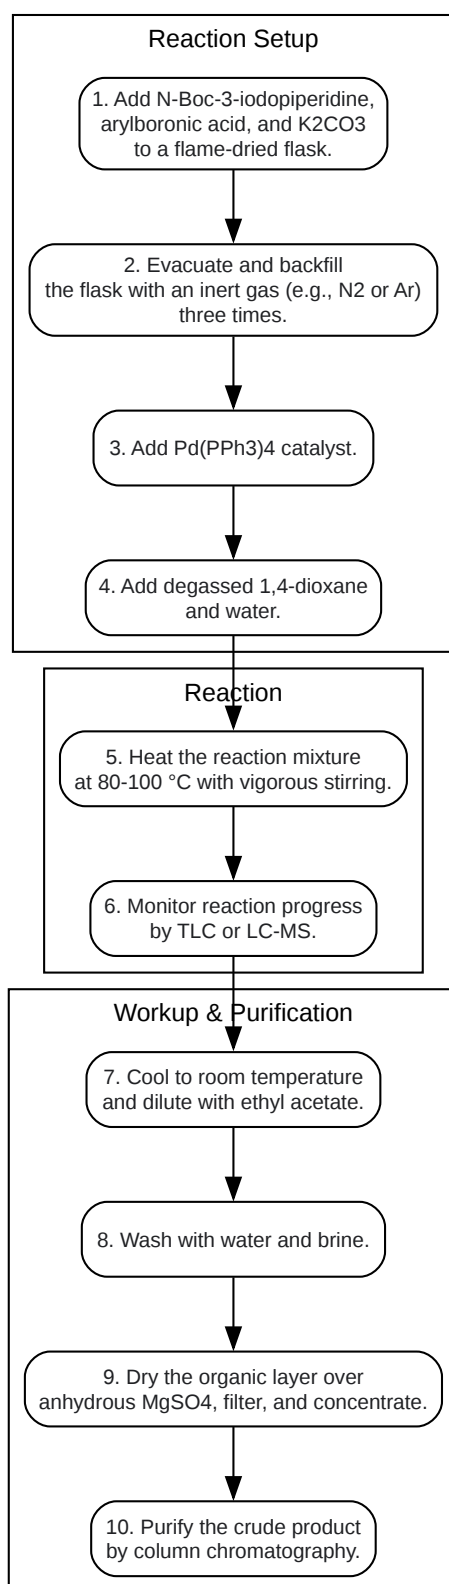 Reaction Setup
1. Add N-Boc-3-iodopiperidine,
arylboronic acid, and K2CO3
to a flame-dried flask.
2. Evacuate and backfill
the flask with an inert gas (e.g., N2 or Ar)
three times.
3. Add Pd(PPh3)4 catalyst.
4. Add degassed 1,4-dioxane
and water.
Reaction
5. Heat the reaction mixture
at 80-100 °C with vigorous stirring.
6. Monitor reaction progress
by TLC or LC-MS.
Workup & Purification
7. Cool to room temperature
and dilute with ethyl acetate.
8. Wash with water and brine.
9. Dry the organic layer over
anhydrous MgSO4, filter, and concentrate.
10. Purify the crude product
by column chromatography.